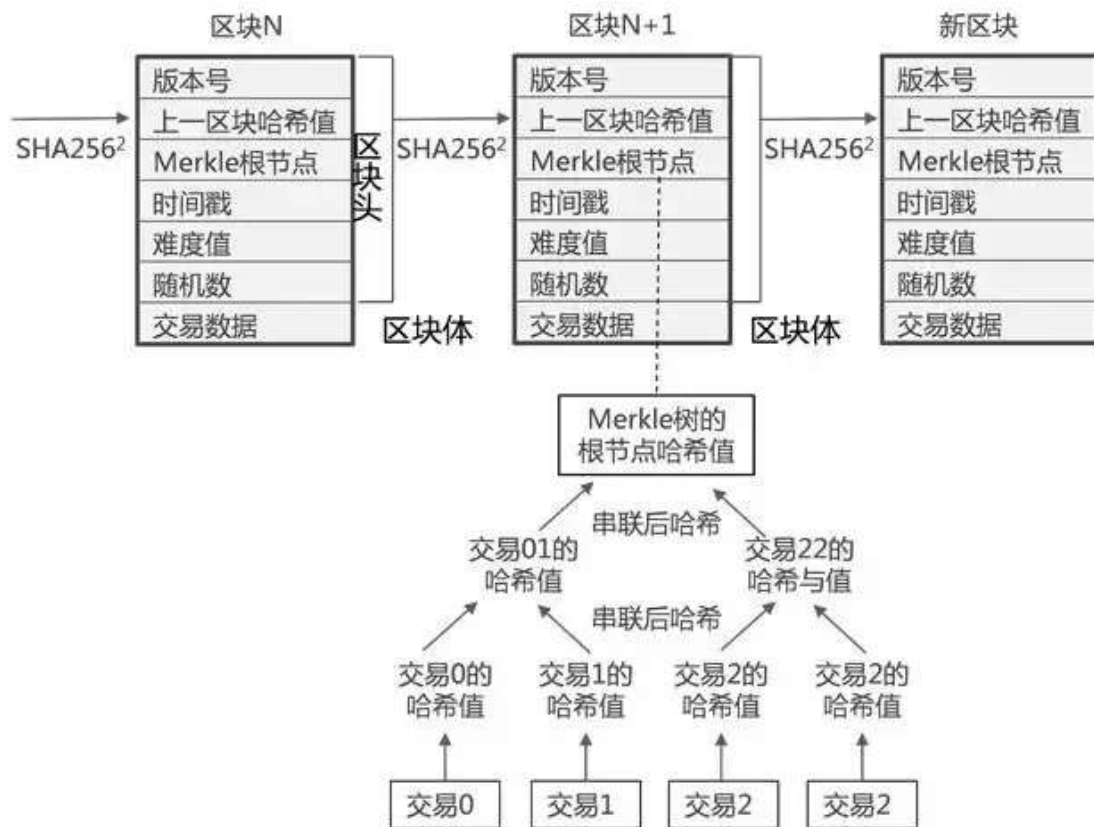 区块N
区块N+1
新区块
版本号
上一区块哈希值
Merkle根节点
时间戳
难度值
随机数
交易数据
版本号
上一区块哈希值
Merkle根节点
时间戳
难度值
随机数
交易数据
版本号
上一区块哈希值
Merkle根节点
时间戳
难度值
随机数
交易数据
SHA256²
SHA256²
SHA256²
区块头
区块体
区块体
Merkle树的
根节点哈希值
串联后哈希
交易01的
哈希值
交易22的
哈希与值
串联后哈希
交易0的
哈希值
交易1的
哈希值
交易2的
哈希值
交易2的
哈希值
交易0
交易1
交易2
交易2